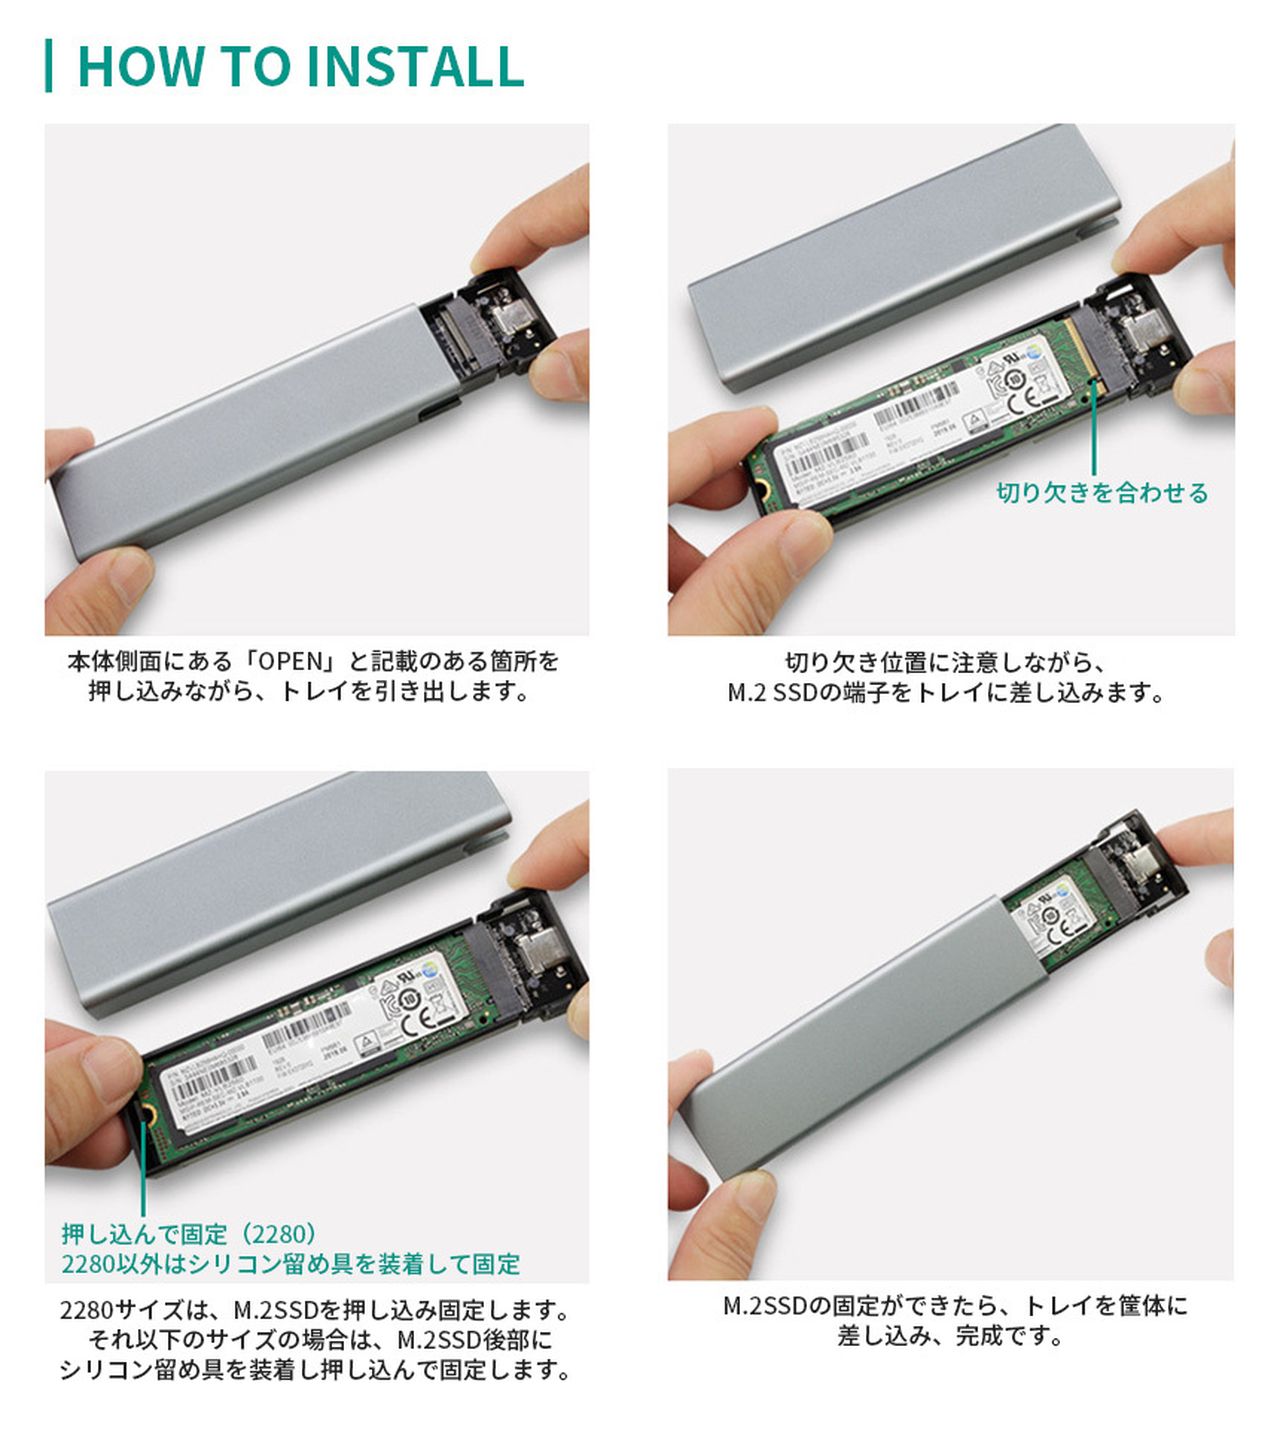 HOW TO INSTALL
本体側面にある「OPEN」と記載のある箇所を
押し込みながら、トレイを引き出します。
切り欠きを合わせる
切り欠き位置に注意しながら、
M.2 SSDの端子をトレイに差し込みます。
押し込んで固定（2280）
2280以外はシリコン留め具を装着して固定
2280サイズは、M.2SSDを押し込み固定します。
それ以下のサイズの場合は、M.2SSD後部に
シリコン留め具を装着し押し込んで固定します。
M.2SSDの固定ができたら、トレイを筐体に
差し込み、完成です。